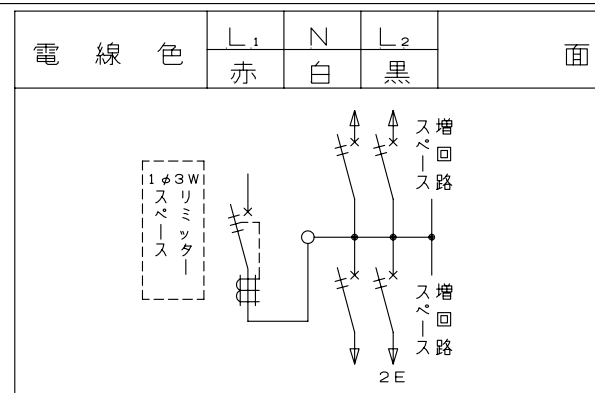 電線色 L1 N L2 面
赤 白 黒
1φ3W
リミッター
スペース
増回路
スペース
増回路
スペース
2E